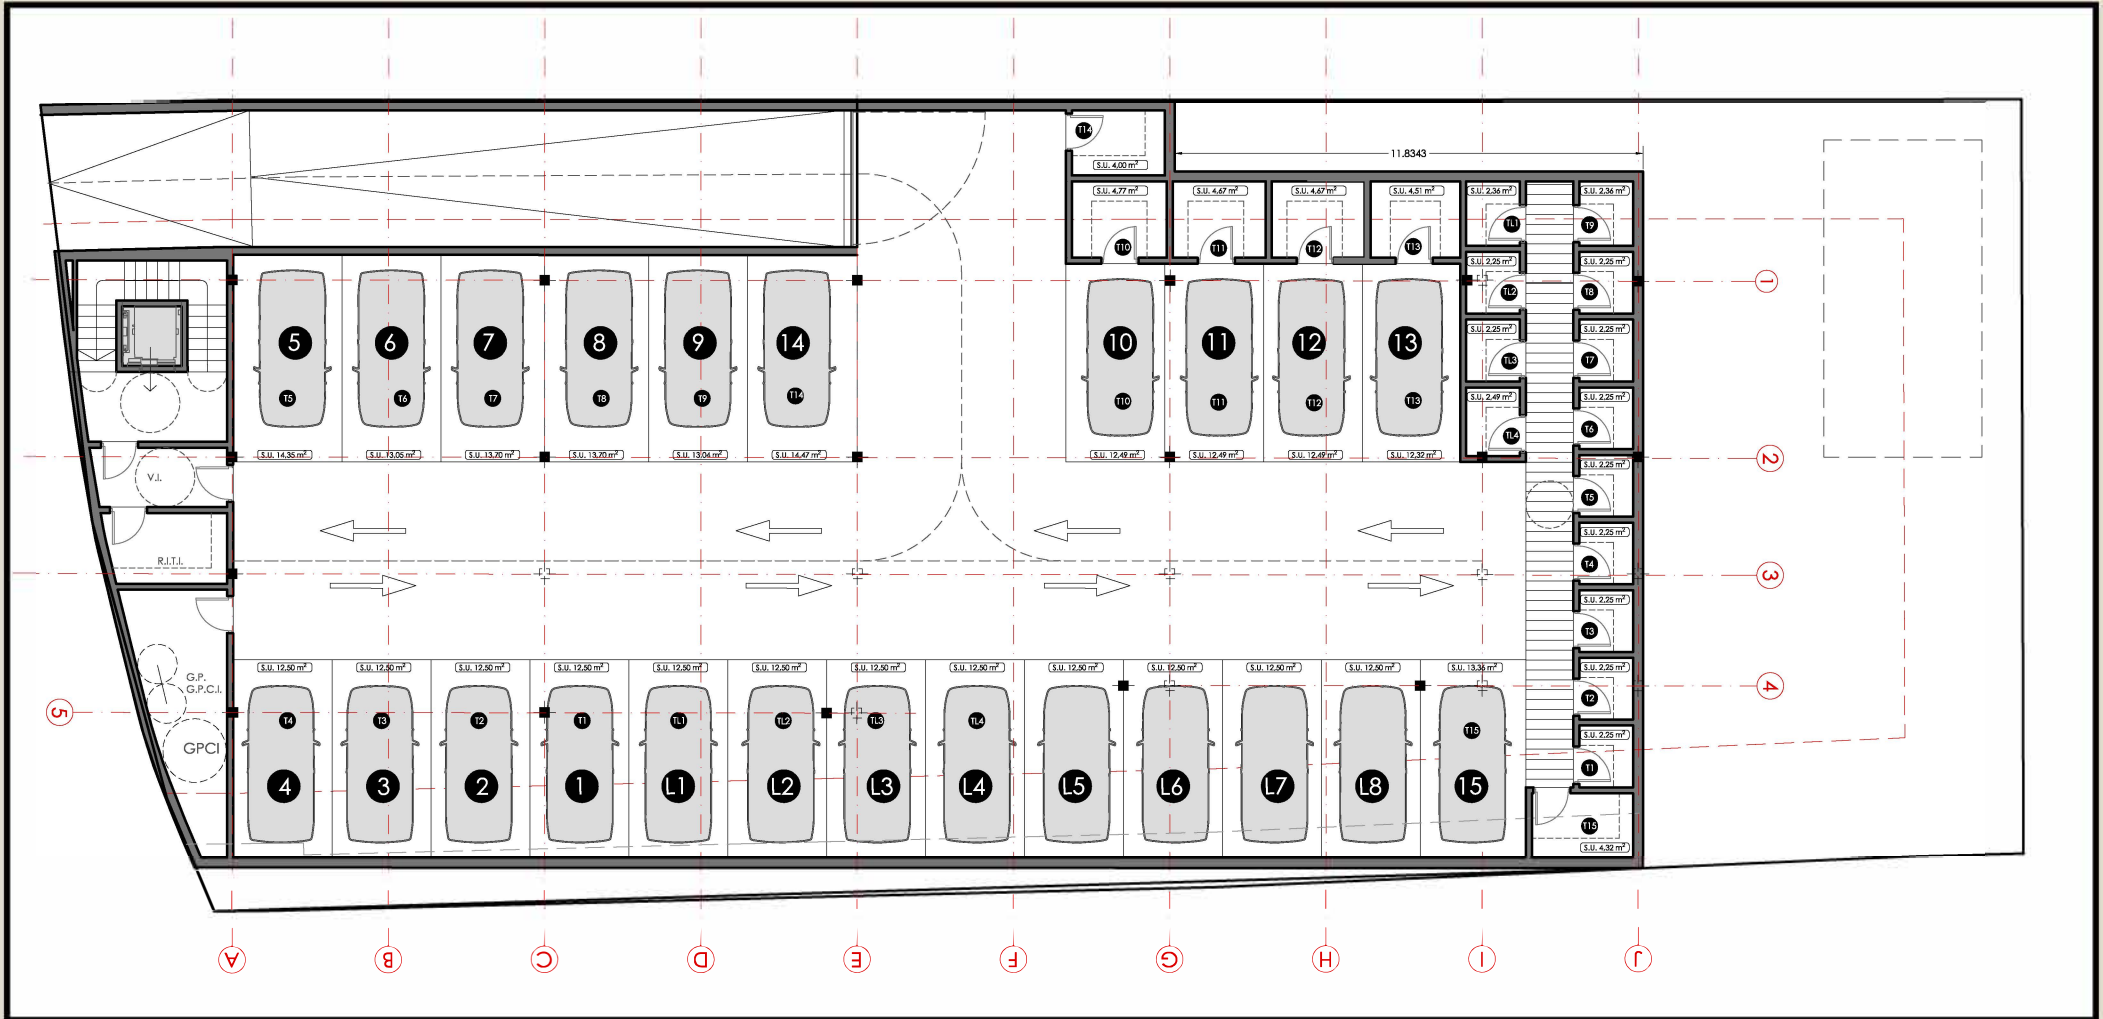 T14
S.U. 4,00 m²
11.8343
S.U. 4,77 m²
S.U. 4,67 m²
S.U. 4,67 m²
S.U. 4,51 m²
S.U. 2,36 m²
S.U. 2,36 m²
T10
T11
T12
T13
TL1
T9
S.U. 2,25 m²
S.U. 2,25 m²
TL2
T8
1
S.U. 2,25 m²
S.U. 2,25 m²
5
6
7
8
9
14
10
11
12
13
TL3
T7
T5
T6
T7
T8
T9
T14
T10
T11
T12
T13
S.U. 2,49 m²
S.U. 2,25 m²
TL4
T6
S.U. 14,35 m²
S.U. 13,05 m²
S.U. 13,70 m²
S.U. 13,70 m²
S.U. 13,04 m²
S.U. 14,47 m²
S.U. 12,49 m²
S.U. 12,49 m²
S.U. 12,49 m²
S.U. 12,32 m²
2
S.U. 2,25 m²
V.I.
T5
S.U. 2,25 m²
R.I.T.I.
T4
3
S.U. 2,25 m²
T3
S.U. 12,50 m²
S.U. 12,50 m²
S.U. 12,50 m²
S.U. 12,50 m²
S.U. 12,50 m²
S.U. 12,50 m²
S.U. 12,50 m²
S.U. 12,50 m²
S.U. 12,50 m²
S.U. 12,50 m²
S.U. 12,50 m²
S.U. 13,36 m²
S.U. 2,25 m²
G.P.
G.P.C.I.
T2
4
5
T4
T3
T2
T1
TL1
TL2
TL3
TL4
T15
S.U. 2,25 m²
GPCI
T1
4
3
2
1
L1
L2
L3
L4
L5
L6
L7
L8
15
T15
S.U. 4,32 m²
A
B
C
D
E
F
G
H
I
J